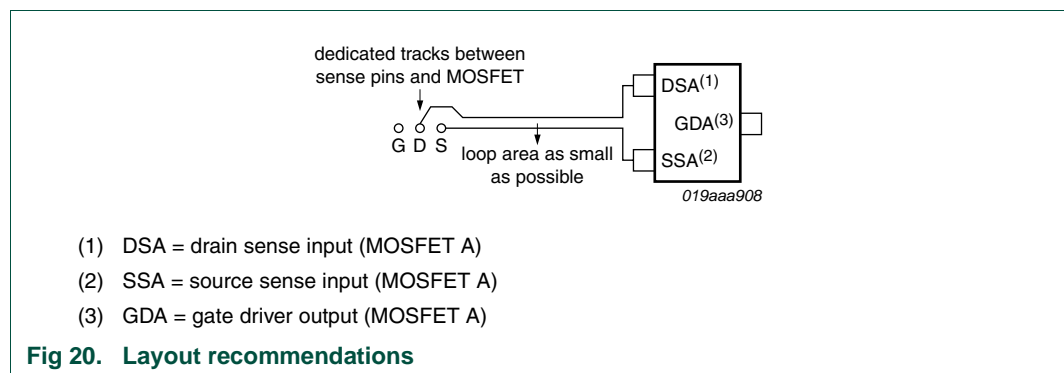 dedicated tracks between
sense pins and MOSFET
DSA(1)
GDA(3)
G D S
loop area as small
as possible
SSA(2)
019aaa908
(1) DSA = drain sense input (MOSFET A)
(2) SSA = source sense input (MOSFET A)
(3) GDA = gate driver output (MOSFET A)
Fig 20. Layout recommendations